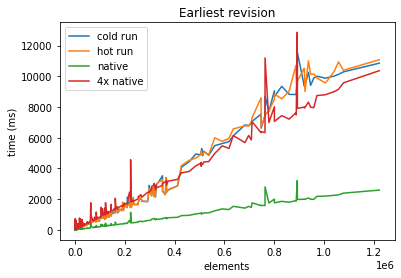 Earliest revision
cold run
hot run
native
4x native
12000
10000
8000
6000
4000
2000
0
time (ms)
0.0 0.2 0.4 0.6 0.8 1.0 1.2
1e6
elements